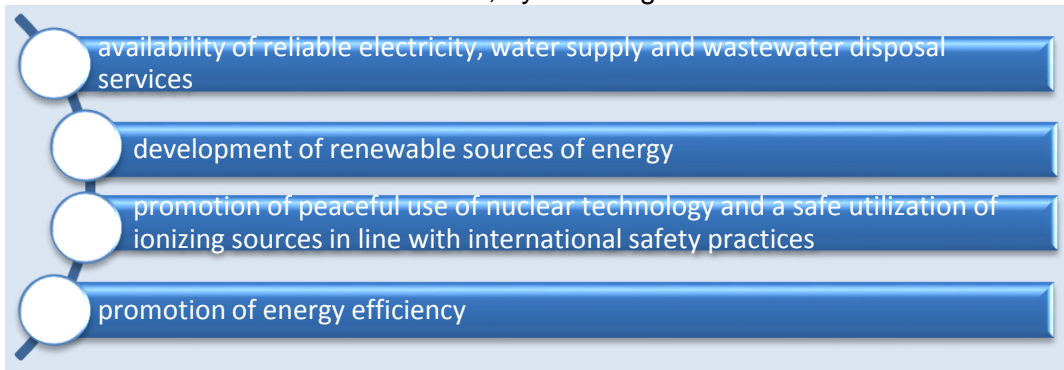 availability of reliable electricity, water supply and wastewater disposal
services
development of renewable sources of energy
promotion of peaceful use of nuclear technology and a safe utilization of
ionizing sources in line with international safety practices
promotion of energy efficiency